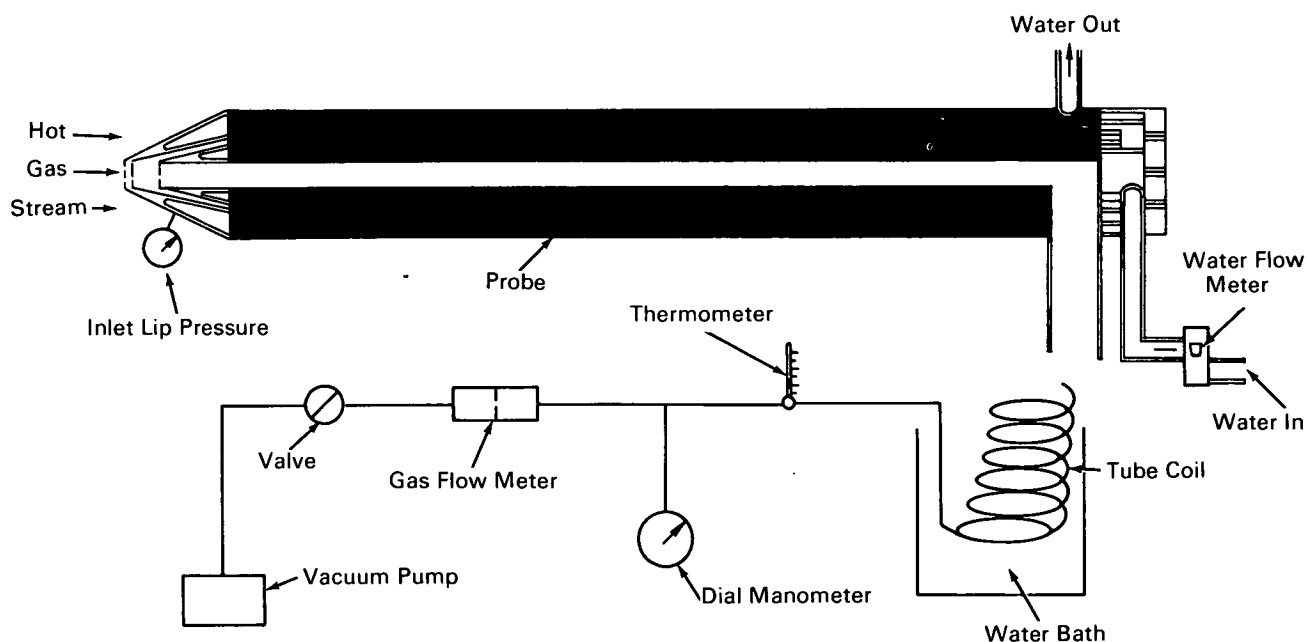 Water Out
Hot
Gas
Stream
Probe
Inlet Lip Pressure
Water Flow
Meter
Thermometer
Water In
Valve
Gas Flow Meter
Tube Coil
Vacuum Pump
Dial Manometer
Water Bath